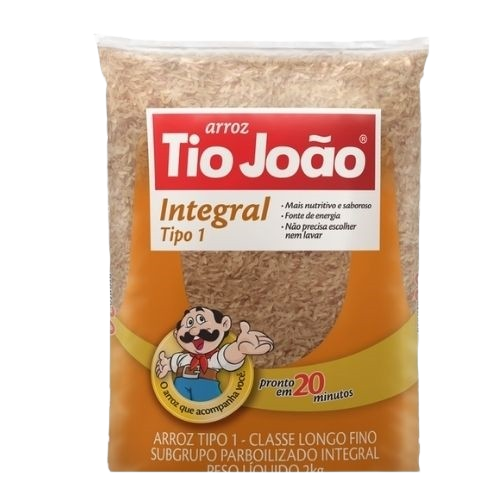 arroz
Tio João®
Integral
Tipo 1
• Mais nutritivo e saboroso
• Fonte de energia
• Não precisa escolher
nem lavar
O arroz que acompanha você.
pronto
em 20
minutos
ARROZ TIPO 1 - CLASSE LONGO FINO
SUBGRUPO PARBOILIZADO INTEGRAL
PESO LÍQUIDO 2kg